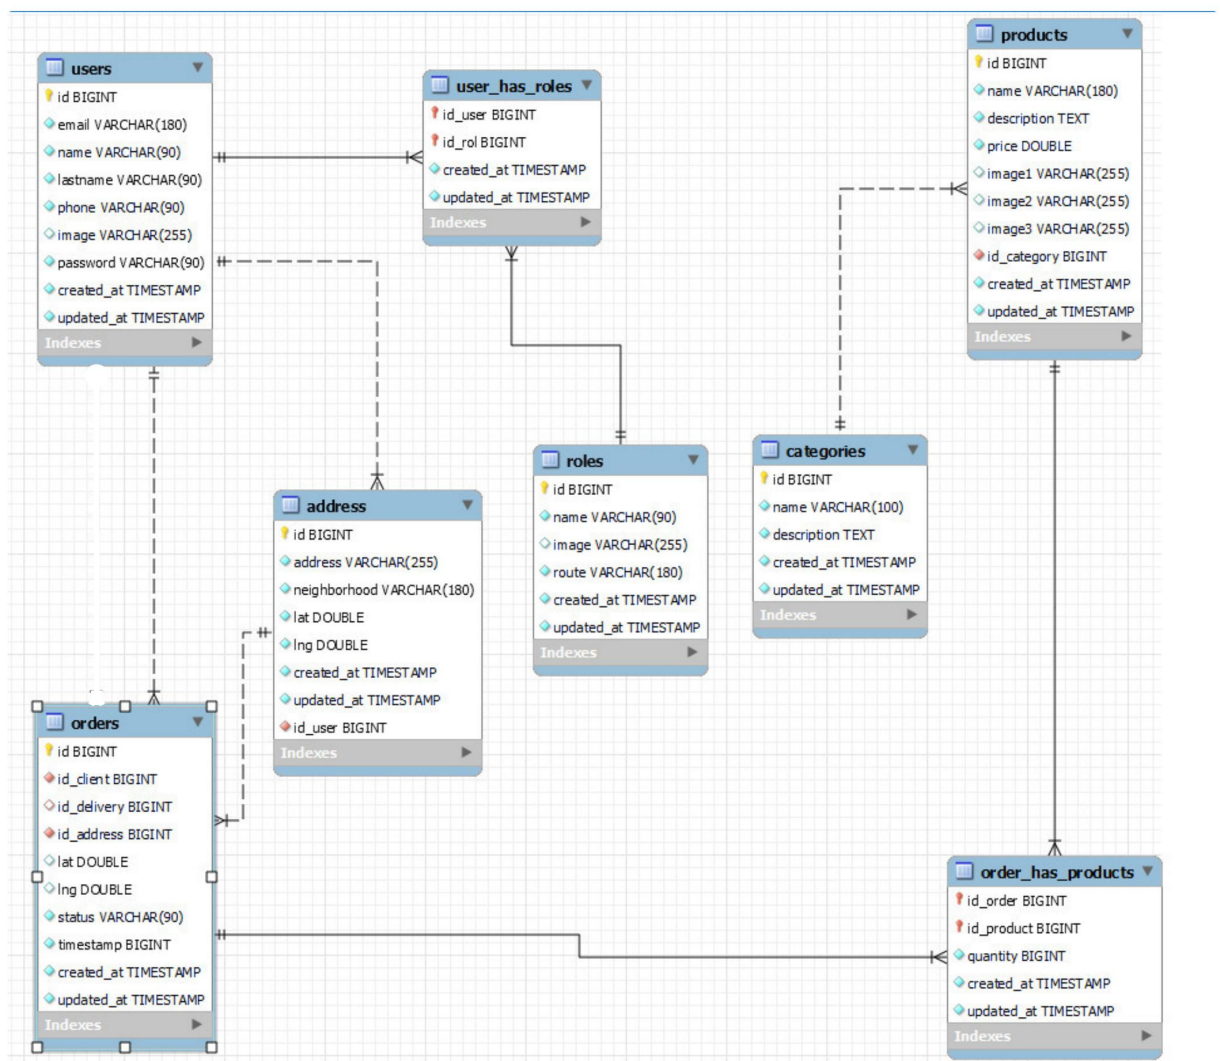 users
id BIGINT
email VARCHAR(180)
name VARCHAR(90)
lastname VARCHAR(90)
phone VARCHAR(90)
image VARCHAR(255)
password VARCHAR(90)
created_at TIMESTAMP
updated_at TIMESTAMP
Indexes
user_has_roles
id_user BIGINT
id_rol BIGINT
created_at TIMESTAMP
updated_at TIMESTAMP
Indexes
products
id BIGINT
name VARCHAR(180)
description TEXT
price DOUBLE
image1 VARCHAR(255)
image2 VARCHAR(255)
image3 VARCHAR(255)
id_category BIGINT
created_at TIMESTAMP
updated_at TIMESTAMP
Indexes
address
id BIGINT
address VARCHAR(255)
neighborhood VARCHAR(180)
lat DOUBLE
lng DOUBLE
created_at TIMESTAMP
updated_at TIMESTAMP
id_user BIGINT
Indexes
roles
id BIGINT
name VARCHAR(90)
image VARCHAR(255)
route VARCHAR(180)
created_at TIMESTAMP
updated_at TIMESTAMP
Indexes
categories
id BIGINT
name VARCHAR(100)
description TEXT
created_at TIMESTAMP
updated_at TIMESTAMP
Indexes
orders
id BIGINT
id_client BIGINT
id_delivery BIGINT
id_address BIGINT
lat DOUBLE
lng DOUBLE
status VARCHAR(90)
timestamp BIGINT
created_at TIMESTAMP
updated_at TIMESTAMP
Indexes
order_has_products
id_order BIGINT
id_product BIGINT
quantity BIGINT
created_at TIMESTAMP
updated_at TIMESTAMP
Indexes